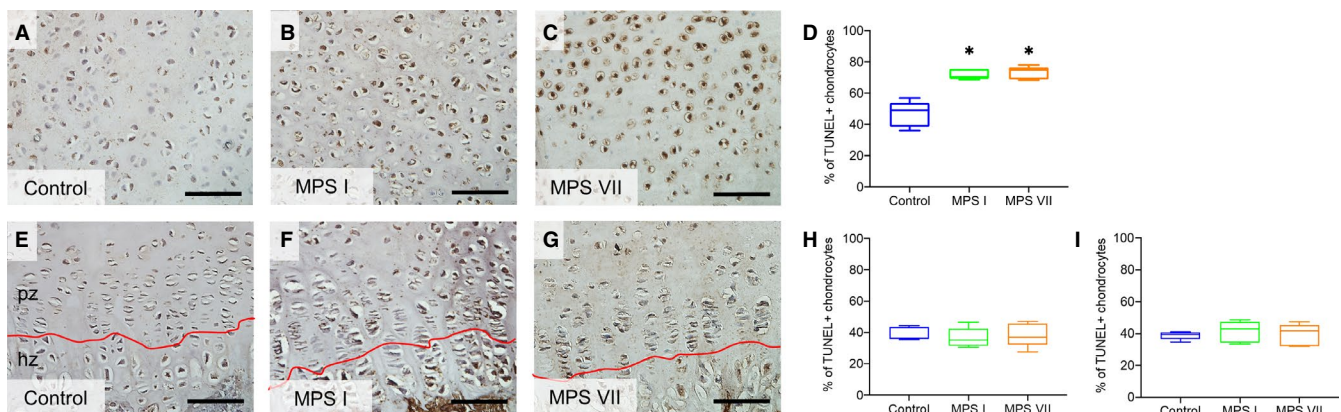 A
Control
B
MPS I
C
MPS VII
D
% of TUNEL+ chondrocytes
100
80
60
40
20
0
* *
Control MPS I MPS VII
E
pz
hz
Control
F
MPS I
G
MPS VII
H
% of TUNEL+ chondrocytes
100
80
60
40
20
0
Control MPS I MPS VII
I
% of TUNEL+ chondrocytes
100
80
60
40
20
0
Control MPS I MPS VII